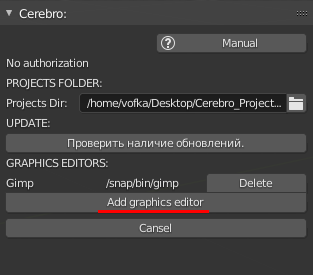 Cerebro:
Manual
No authorization
PROJECTS FOLDER:
Projects Dir: /home/vofka/Desktop/Cerebro_Project...
UPDATE:
Проверить наличие обновлений.
GRAPHICS EDITORS:
Gimp /snap/bin/gimp Delete
Add graphics editor
Cansel